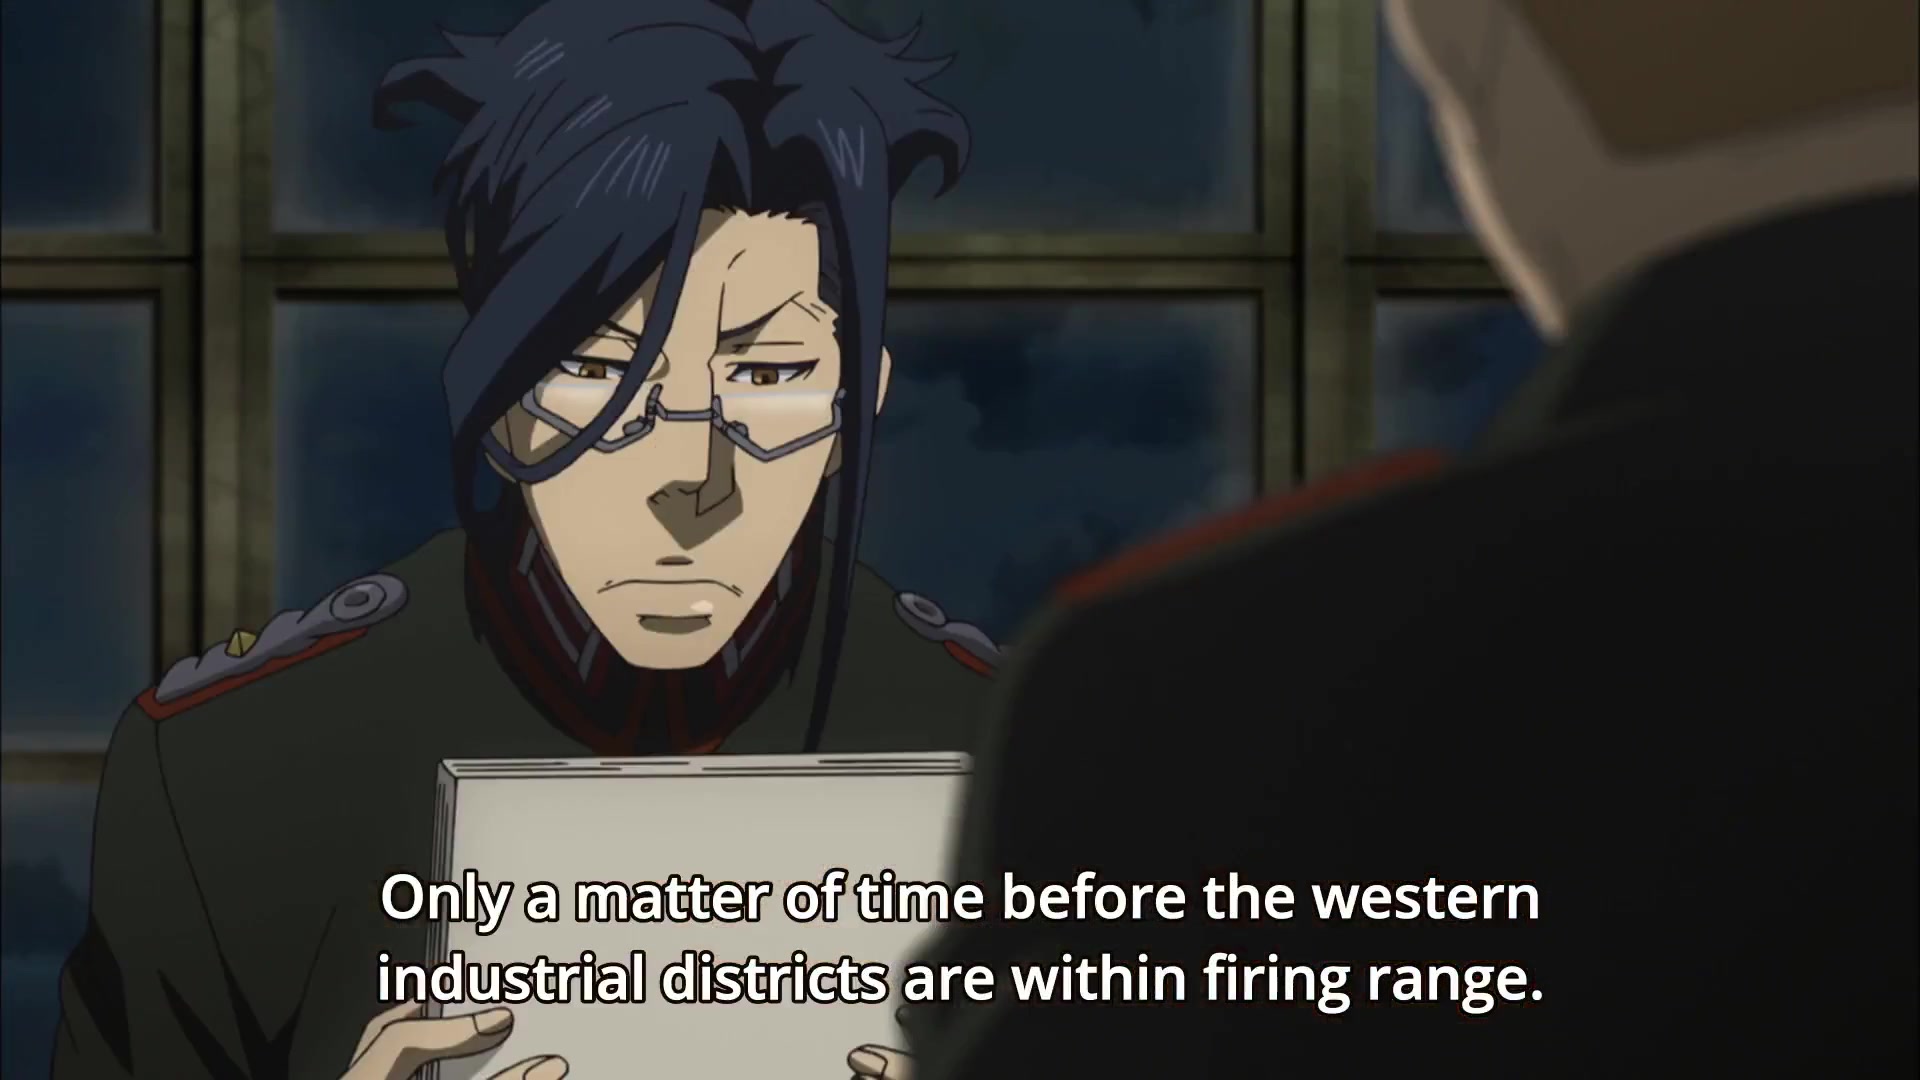 Only a matter of time before the western
industrial districts are within firing range.